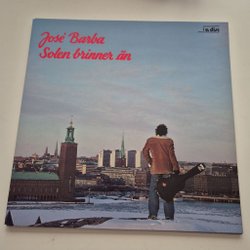 José Barba
Solen brinner än